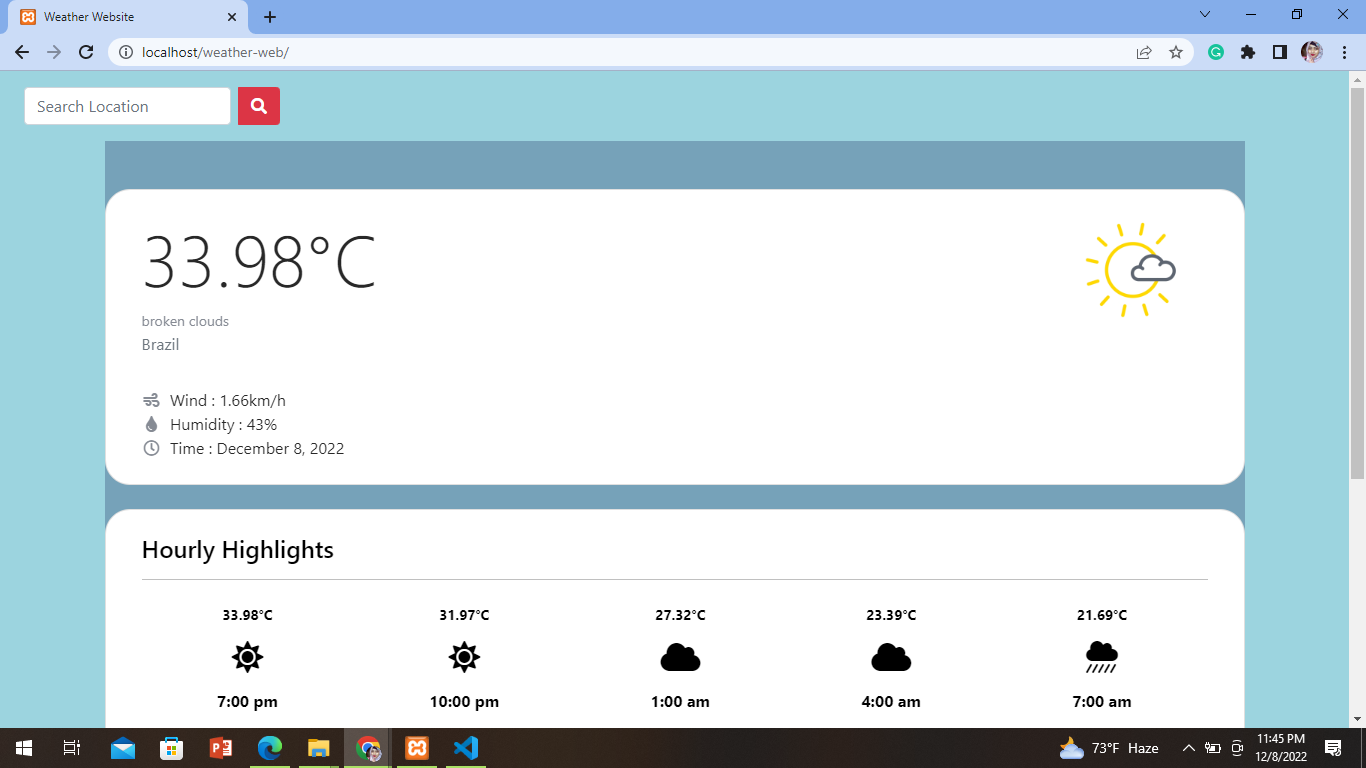 Weather Website
localhost/weather-web/
Search Location
33.98°C
broken clouds
Brazil
Wind : 1.66km/h
Humidity : 43%
Time : December 8, 2022
Hourly Highlights
33.98°C 31.97°C 27.32°C 23.39°C 21.69°C
7:00 pm 10:00 pm 1:00 am 4:00 am 7:00 am
73°F Haze
11:45 PM
12/8/2022